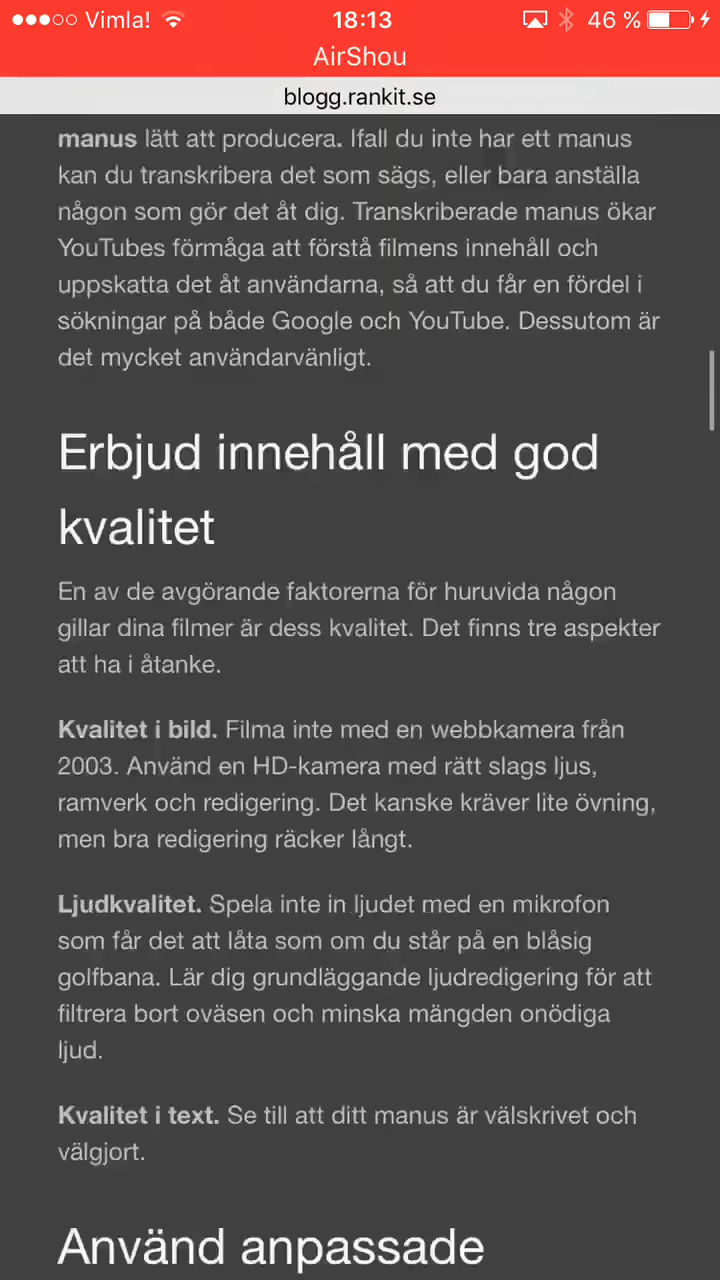 Vimla! 18:13 46 %
AirShou
blogg.rankit.se
manus lätt att producera. Ifall du inte har ett manus
kan du transkribera det som sägs, eller bara anställa
någon som gör det åt dig. Transkriberade manus ökar
YouTubes förmåga att förstå filmens innehåll och
uppskatta det åt användarna, så att du får en fördel i
sökningar på både Google och YouTube. Dessutom är
det mycket användarvänligt.
Erbjud innehåll med god
kvalitet
En av de avgörande faktorerna för huruvida någon
gillar dina filmer är dess kvalitet. Det finns tre aspekter
att ha i åtanke.
Kvalitet i bild. Filma inte med en webbkamera från
2003. Använd en HD-kamera med rätt slags ljus,
ramverk och redigering. Det kanske kräver lite övning,
men bra redigering räcker långt.
Ljudkvalitet. Spela inte in ljudet med en mikrofon
som får det att låta som om du står på en blåsig
golfbana. Lär dig grundläggande ljudredigering för att
filtrera bort oväsen och minska mängden onödiga
ljud.
Kvalitet i text. Se till att ditt manus är välskrivet och
välgjort.
Använd anpassade